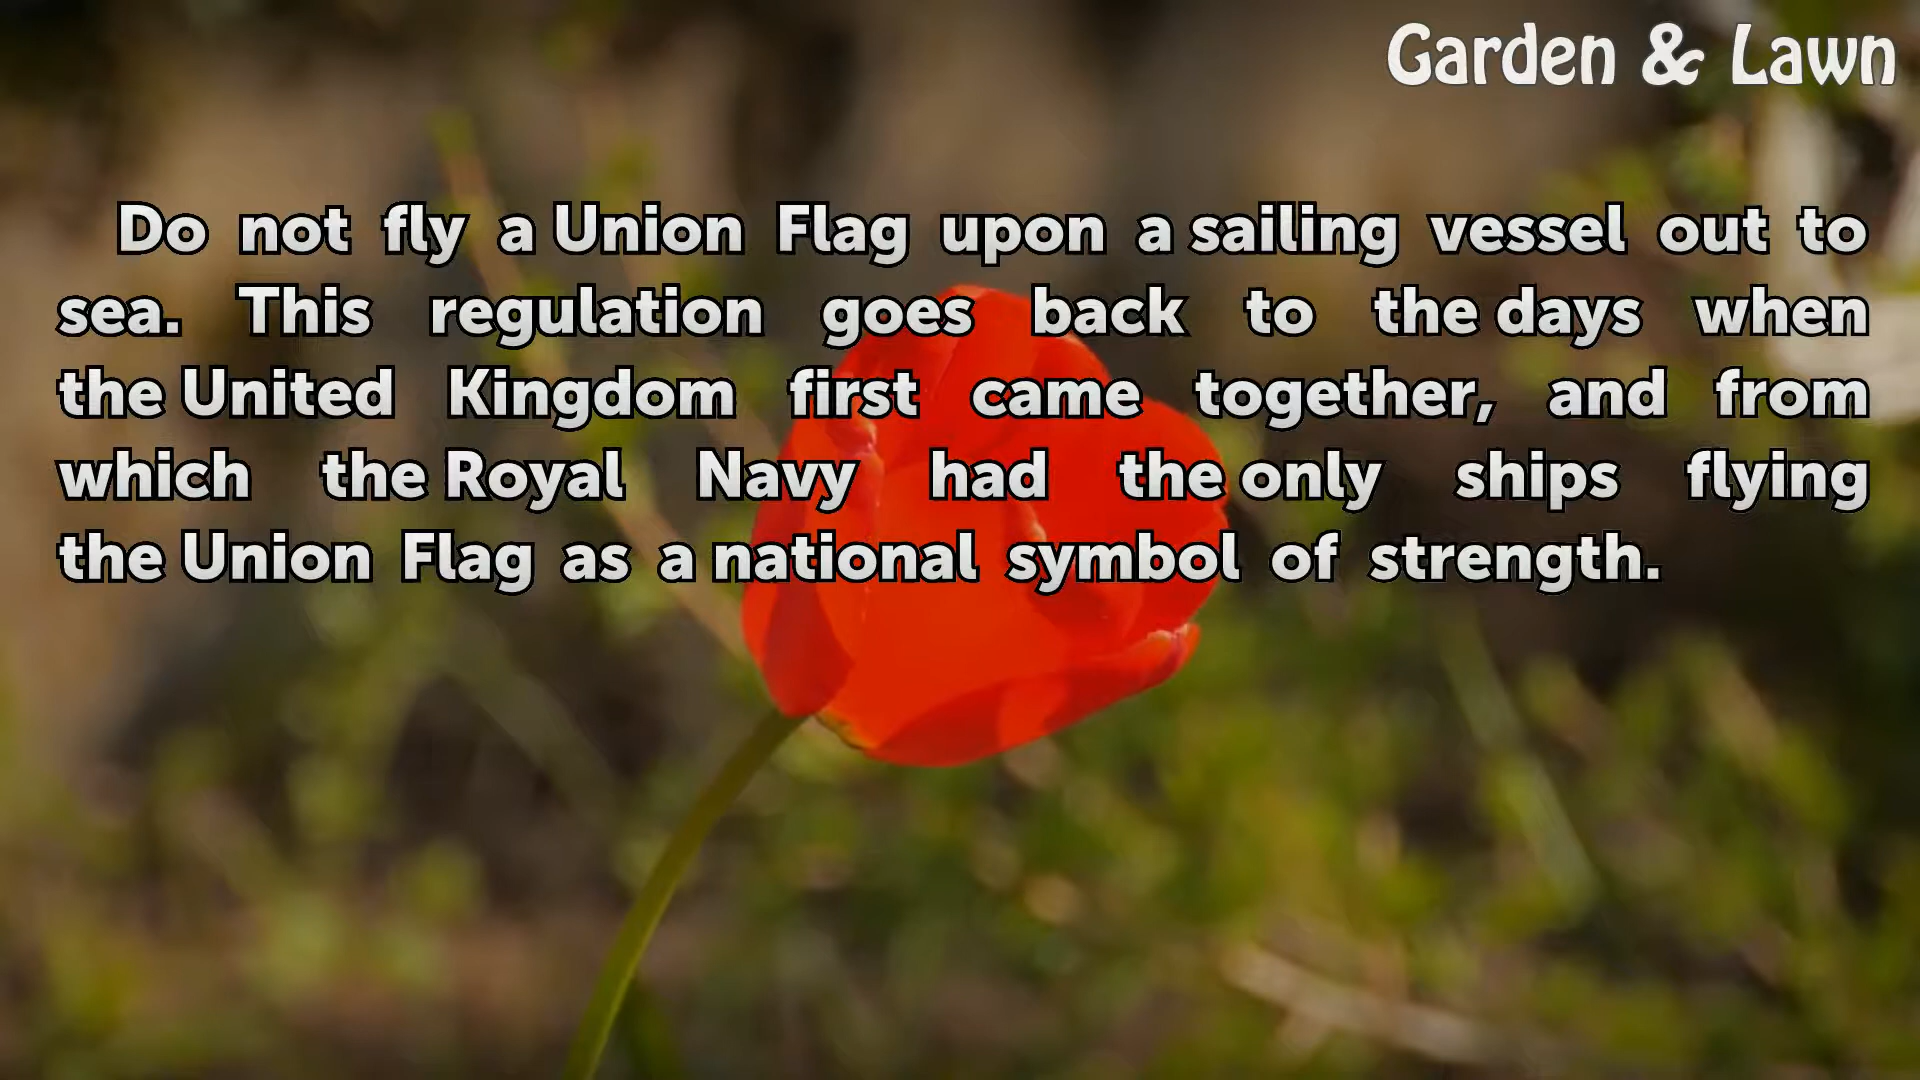 Garden & Lawn
Do not fly a Union Flag upon a sailing vessel out to
sea. This regulation goes back to the days when
the United Kingdom first came together, and from
which the Royal Navy had the only ships flying
the Union Flag as a national symbol of strength.